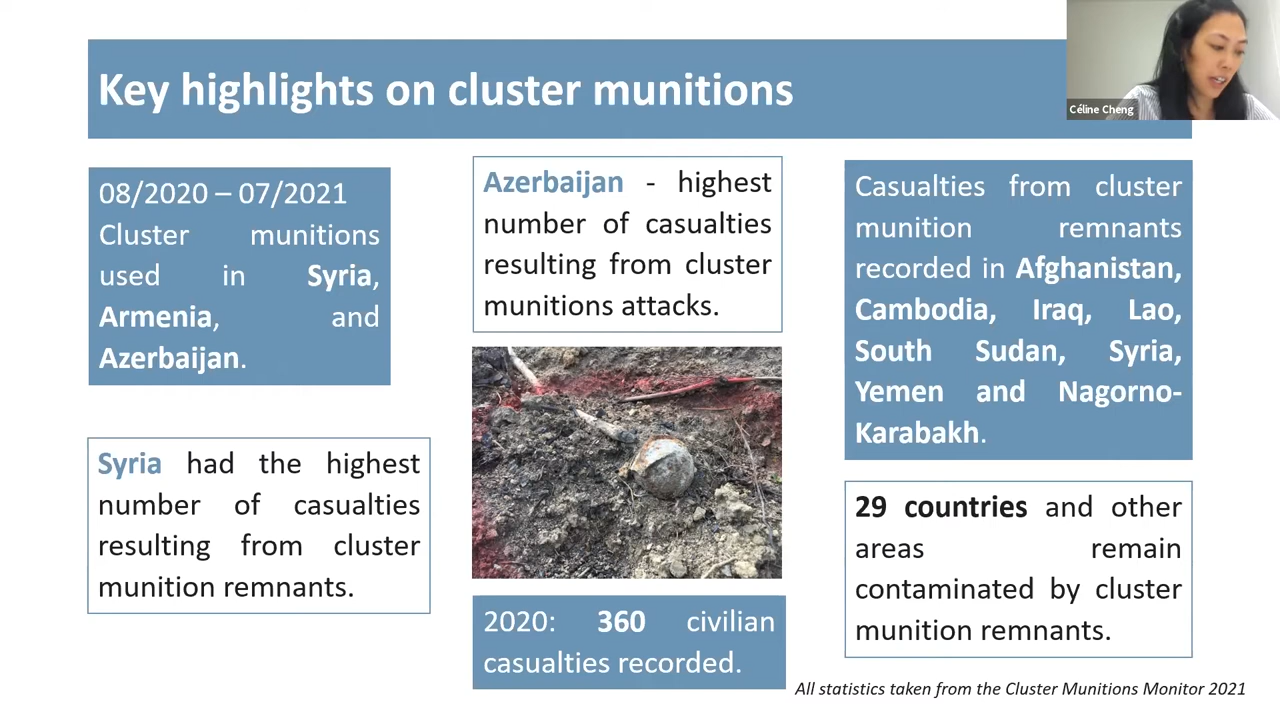 Key highlights on cluster munitions
Céline Cheng
08/2020 – 07/2021
Cluster munitions
used in Syria,
Armenia, and
Azerbaijan.
Syria had the highest
number of casualties
resulting from cluster
munition remnants.
Azerbaijan - highest
number of casualties
resulting from cluster
munitions attacks.
2020: 360 civilian
casualties recorded.
Casualties from cluster
munition remnants
recorded in Afghanistan,
Cambodia, Iraq, Lao,
South Sudan, Syria,
Yemen and Nagorno-
Karabakh.
29 countries and other
areas remain
contaminated by cluster
munition remnants.
All statistics taken from the Cluster Munitions Monitor 2021